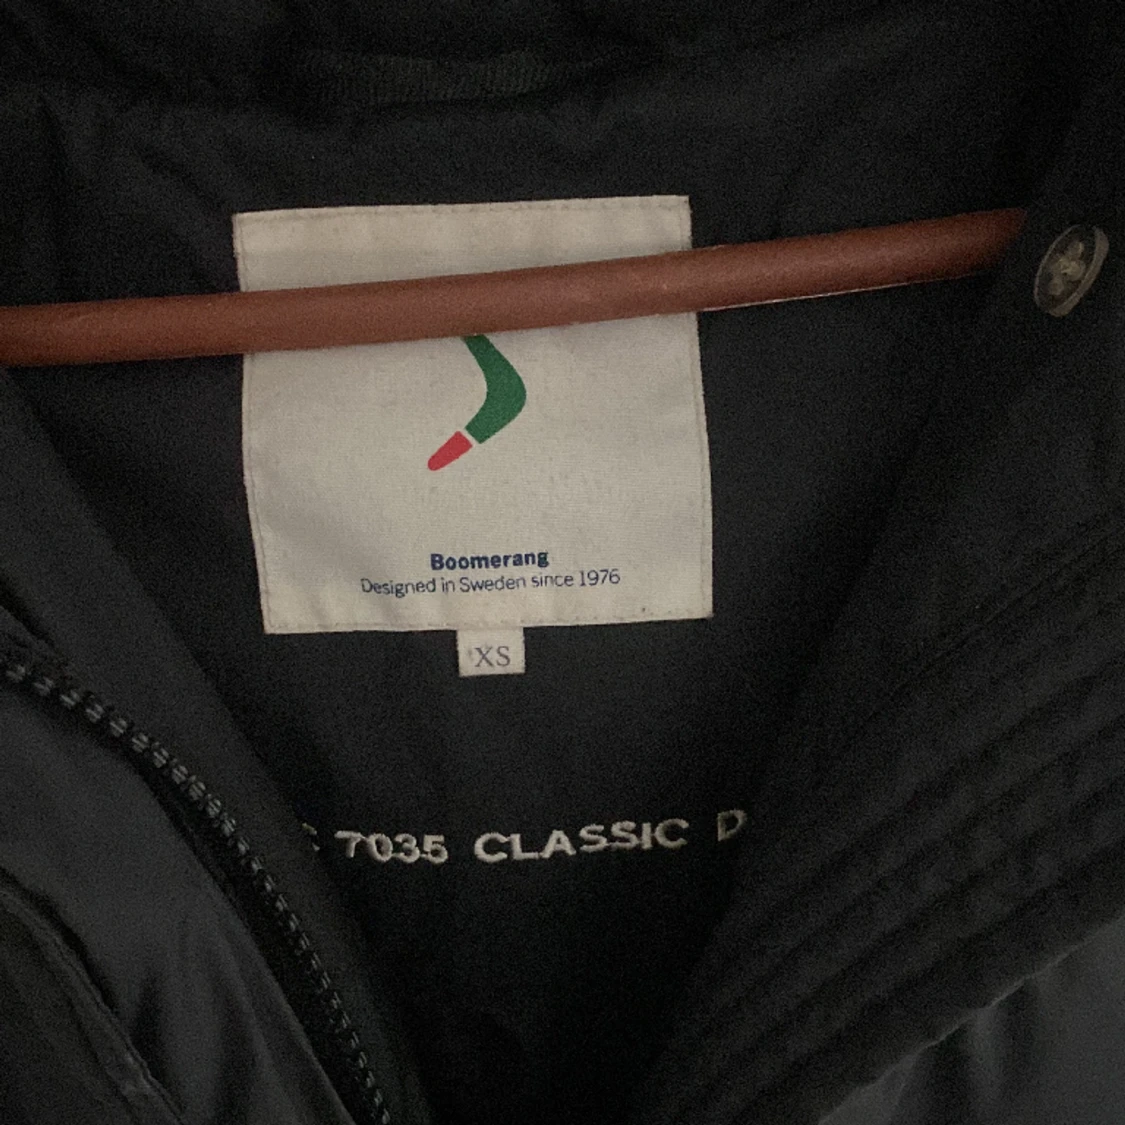 Boomerang
Designed in Sweden since 1976
XS
7035 CLASSIC D